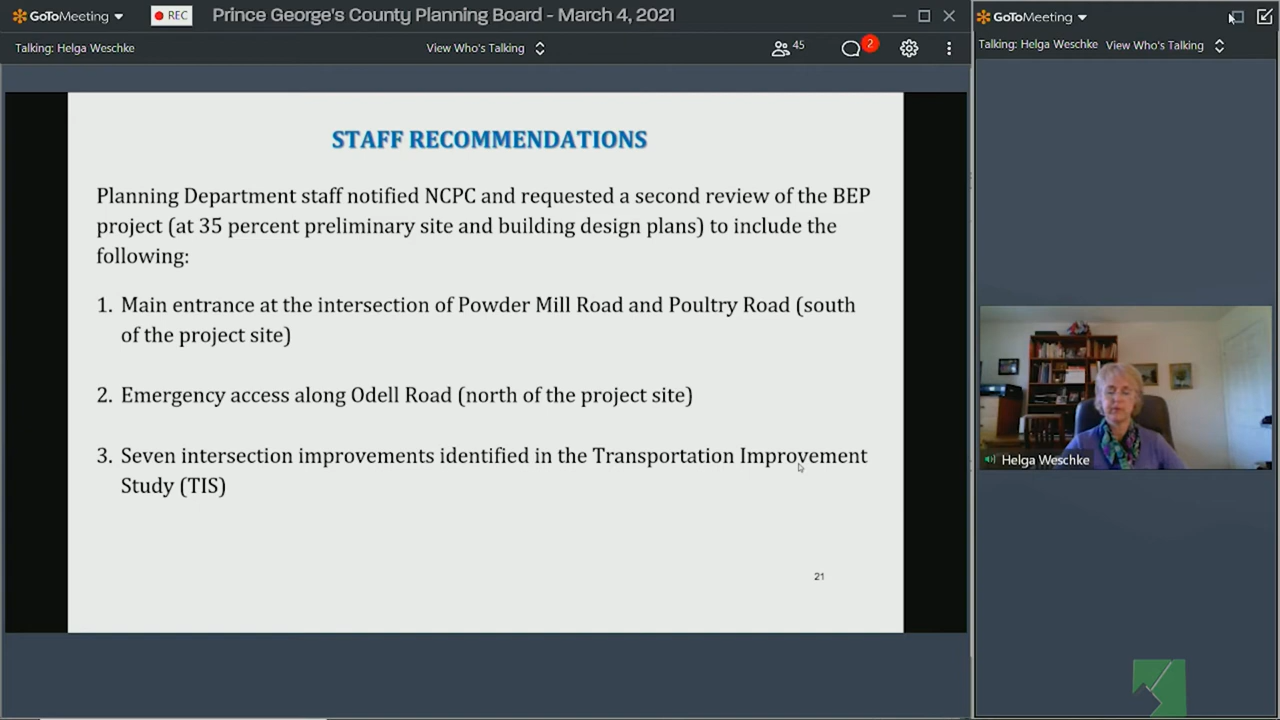 GoToMeeting
REC
Prince George's County Planning Board - March 4, 2021
Talking: Helga Weschke
View Who's Talking
45
2
STAFF RECOMMENDATIONS
Planning Department staff notified NCPC and requested a second review of the BEP
project (at 35 percent preliminary site and building design plans) to include the
following:
1. Main entrance at the intersection of Powder Mill Road and Poultry Road (south
of the project site)
2. Emergency access along Odell Road (north of the project site)
3. Seven intersection improvements identified in the Transportation Improvement
Study (TIS)
21
GoToMeeting
Talking: Helga Weschke View Who's Talking
Helga Weschke